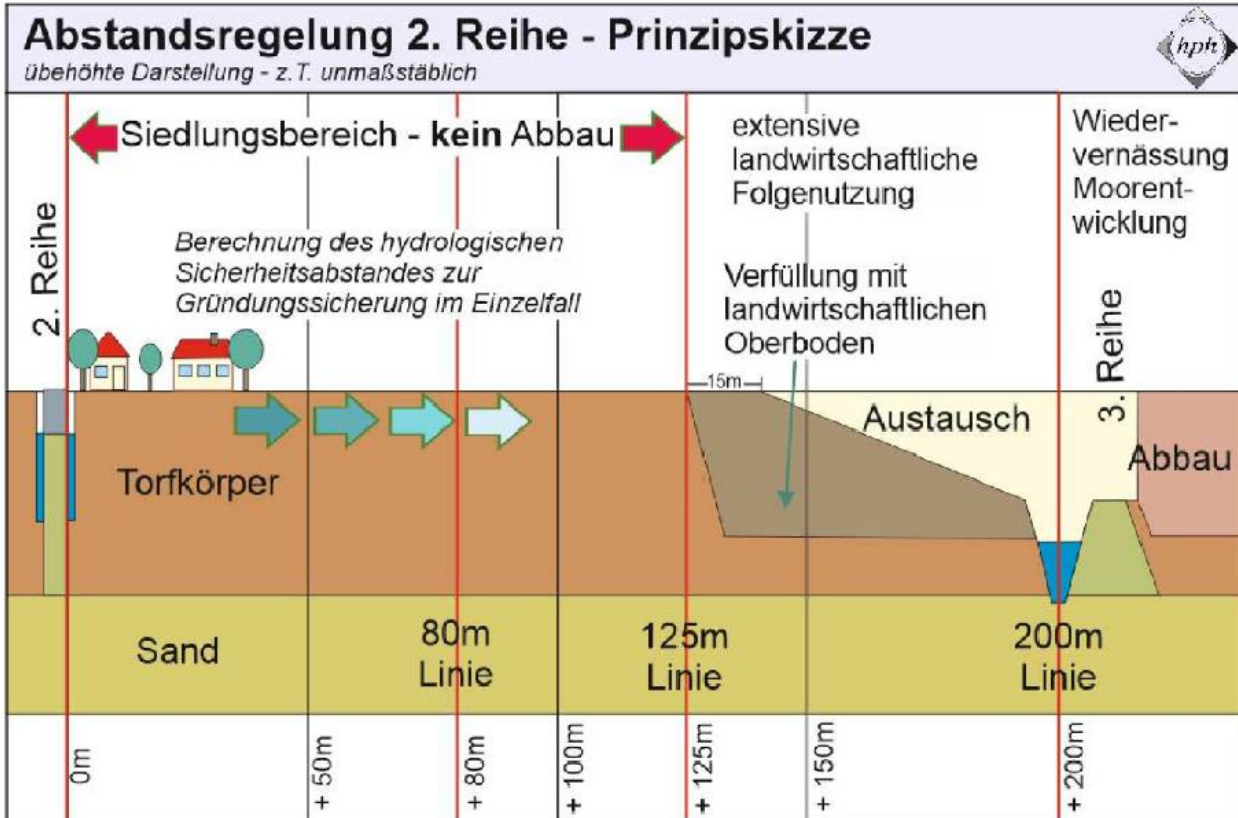 Abstandsregelung 2. Reihe - Prinzipskizze
übehöhte Darstellung - z.T. unmaßstäblich
hph
Siedlungsbereich - kein Abbau
extensive
landwirtschaftliche
Folgenutzung
Wieder-
vernässung
Moorent-
wicklung
2. Reihe
Berechnung des hydrologischen
Sicherheitsabstandes zur
Gründungssicherung im Einzelfall
Verfüllung mit
landwirtschaftlichen
Oberboden
3. Reihe
15m
Austausch
Abbau
Torfkörper
Sand
80m
Linie
125m
Linie
200m
Linie
0m
+ 50m
+ 80m
+ 100m
+ 125m
+ 150m
+ 200m